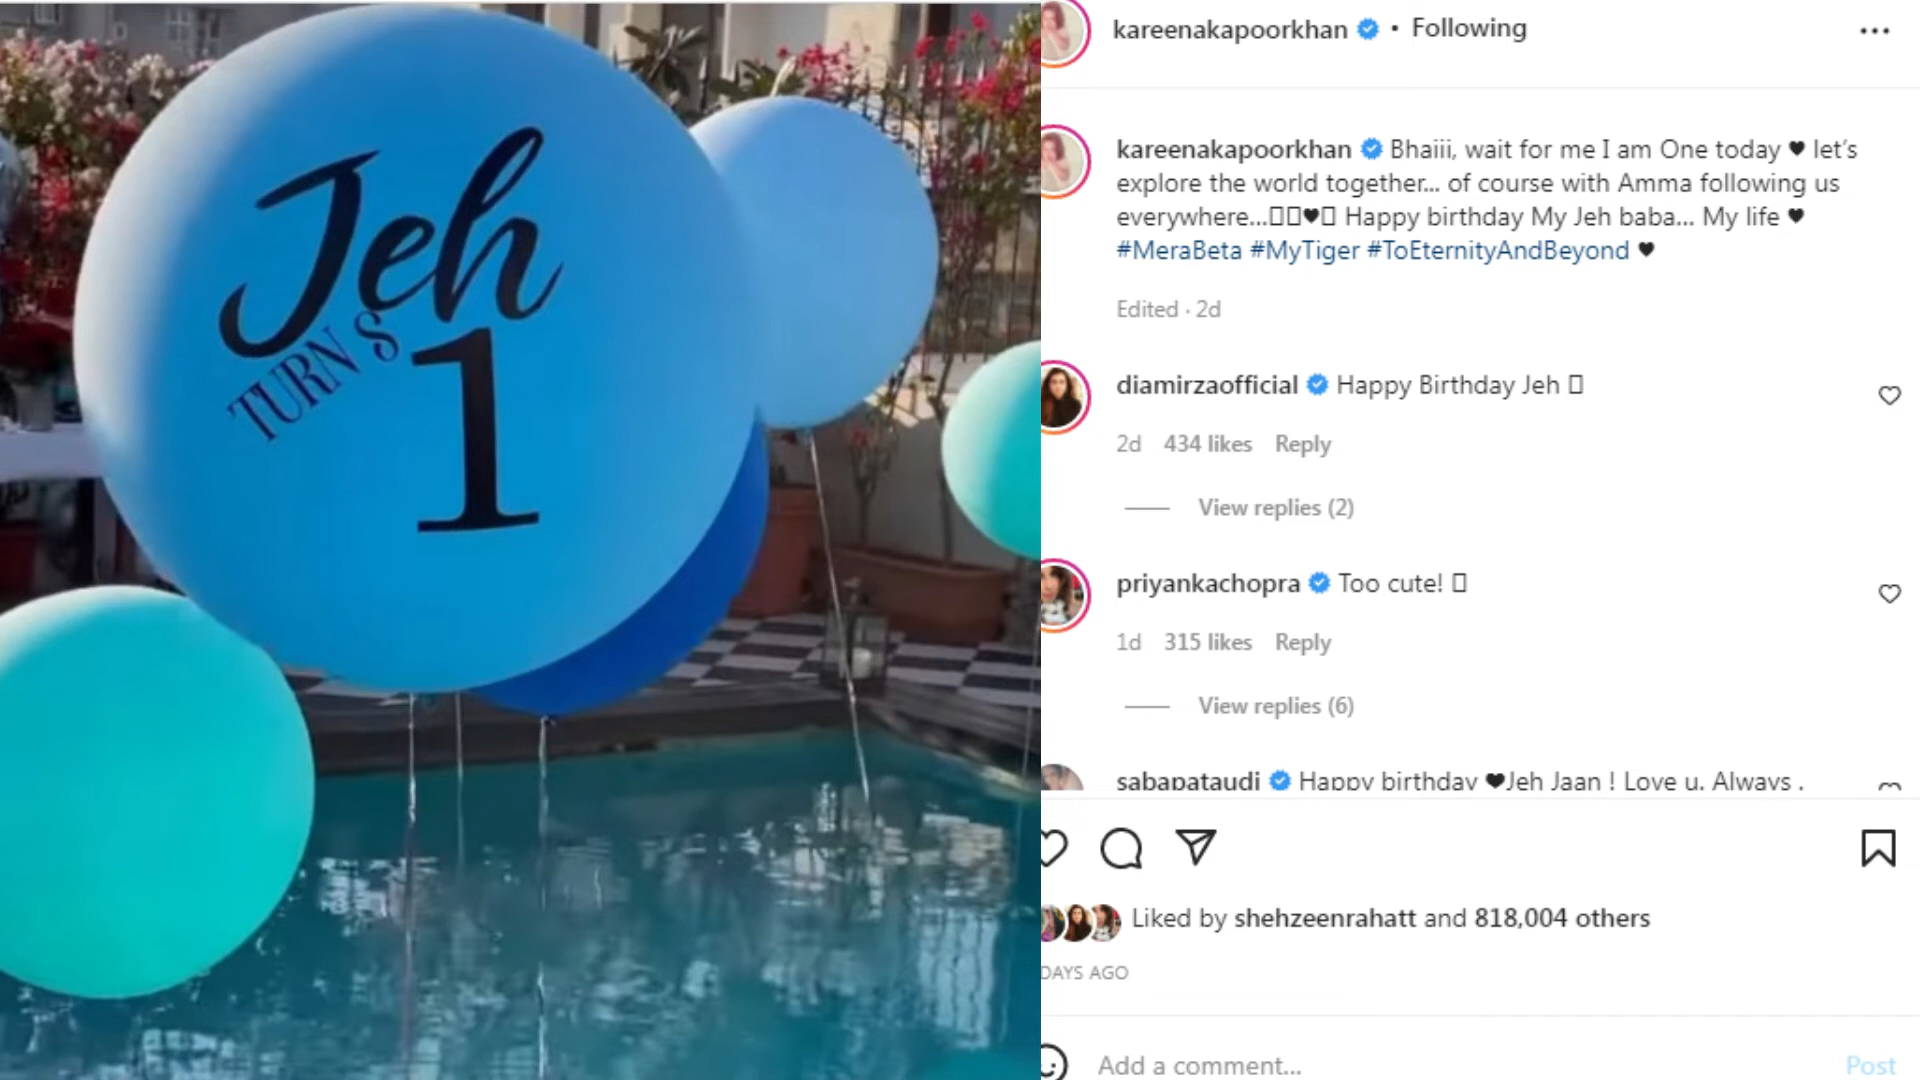 Jeh
TURNS
1
kareenakapoorkhan • Following
kareenakapoorkhan Bhaiii, wait for me I am One today ♥ let’s
explore the world together... of course with Amma following us
everywhere...▯▯♥▯ Happy birthday My Jeh baba... My life ♥
#MeraBeta #MyTiger #ToEternityAndBeyond ♥
Edited · 2d
diamirzaofficial Happy Birthday Jeh ▯
2d 434 likes Reply
View replies (2)
priyankachopra Too cute! ▯
1d 315 likes Reply
View replies (6)
sabapataudi Happy birthday ♥Jeh Jaan ! Love u. Always .
Liked by shehzeenrahatt and 818,004 others
DAYS AGO
Add a comment...
Post